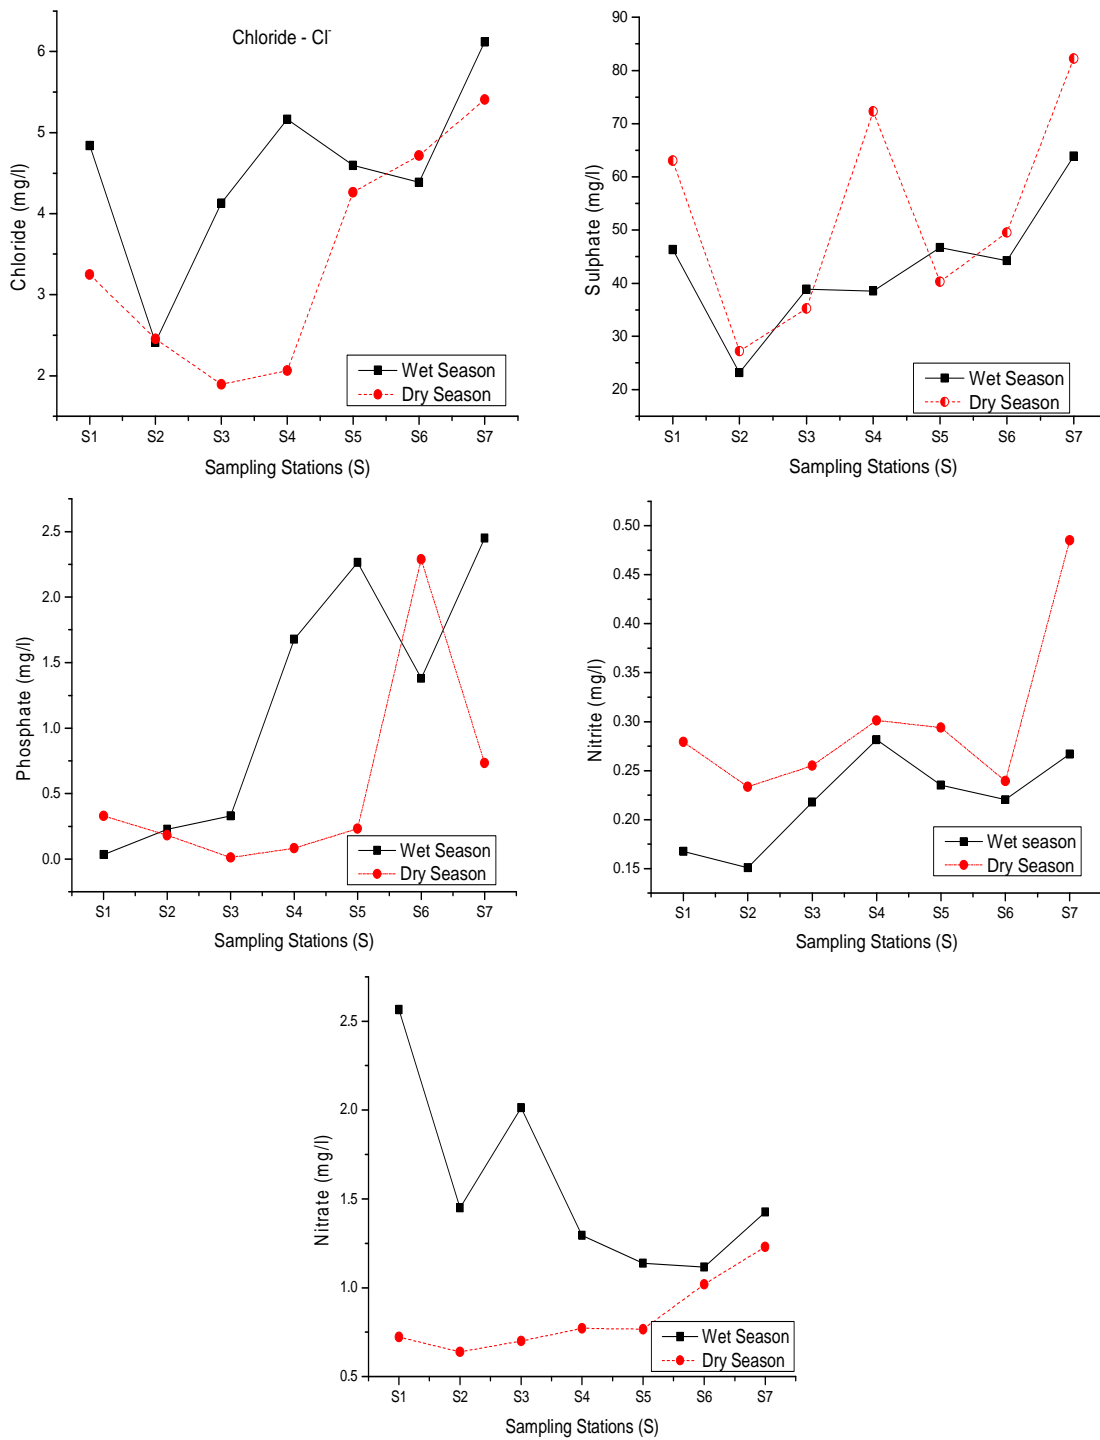 Chloride - Cl-
Chloride (mg/l)
6
5
4
3
2
S1 S2 S3 S4 S5 S6 S7
Sampling Stations (S)
Wet Season
Dry Season
Sulphate (mg/l)
90
80
70
60
50
40
30
20
S1 S2 S3 S4 S5 S6 S7
Sampling Stations (S)
Wet Season
Dry Season
Phosphate (mg/l)
2.5
2.0
1.5
1.0
0.5
0.0
S1 S2 S3 S4 S5 S6 S7
Sampling Stations (S)
Wet Season
Dry Season
Nitrite (mg/l)
0.50
0.45
0.40
0.35
0.30
0.25
0.20
0.15
S1 S2 S3 S4 S5 S6 S7
Sampling Stations (S)
Wet season
Dry Season
Nitrate (mg/l)
2.5
2.0
1.5
1.0
0.5
S1 S2 S3 S4 S5 S6 S7
Sampling Stations (S)
Wet Season
Dry Season